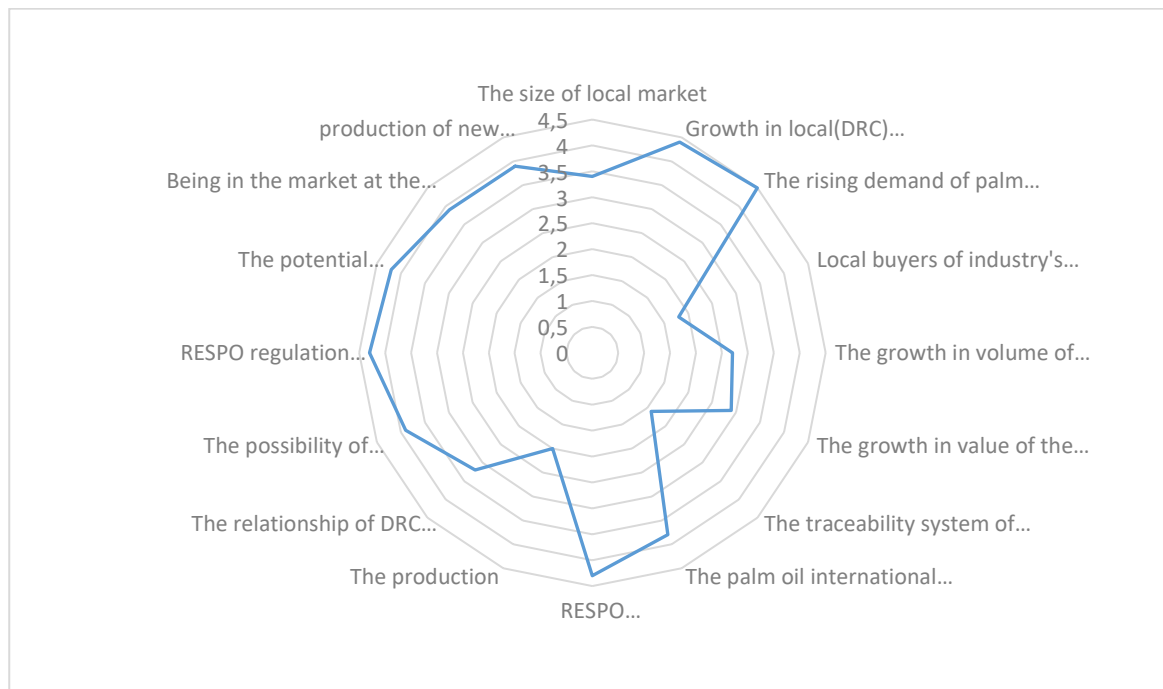 The size of local market
Growth in local(DRC)...
The rising demand of palm...
Local buyers of industry's...
The growth in volume of...
The growth in value of the...
The traceability system of...
The palm oil international...
RESPO...
The production
The relationship of DRC...
The possibility of...
RESPO regulation...
The potential...
Being in the market at the...
production of new...
4,5
4
3,5
3
2,5
2
1,5
1
0,5
0